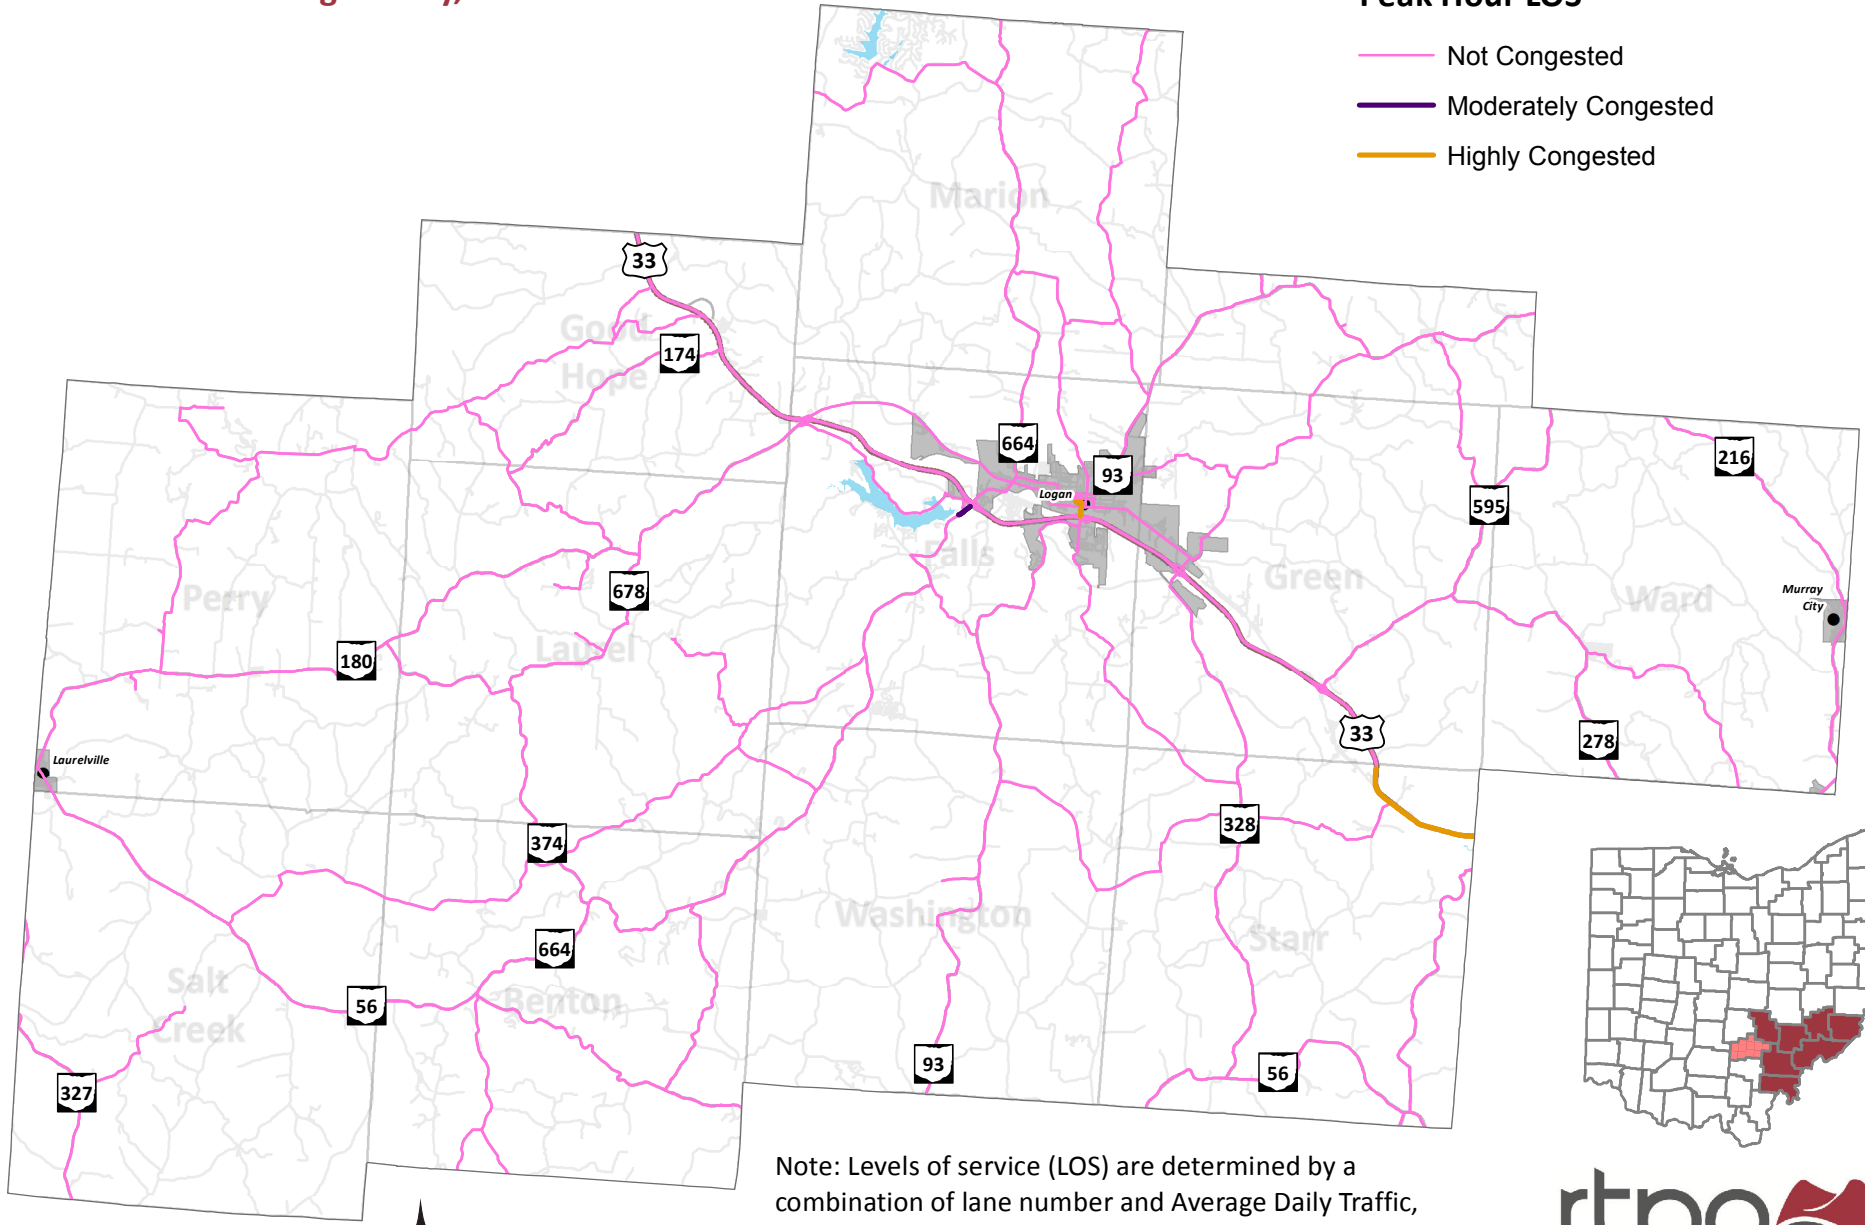 Peak Hour LOS
Not Congested
Moderately Congested
Highly Congested
Marion
33
Good
Hope
174
664
93
Logan
216
595
Falls
Green
Ward
Murray
City
Perry
678
Laurel
180
33
278
Laurelville
374
328
Washington
Starr
664
Salt
Creek
Benton
56
93
56
327
Note: Levels of service (LOS) are determined by a
combination of lane number and Average Daily Traffic,
rtpo